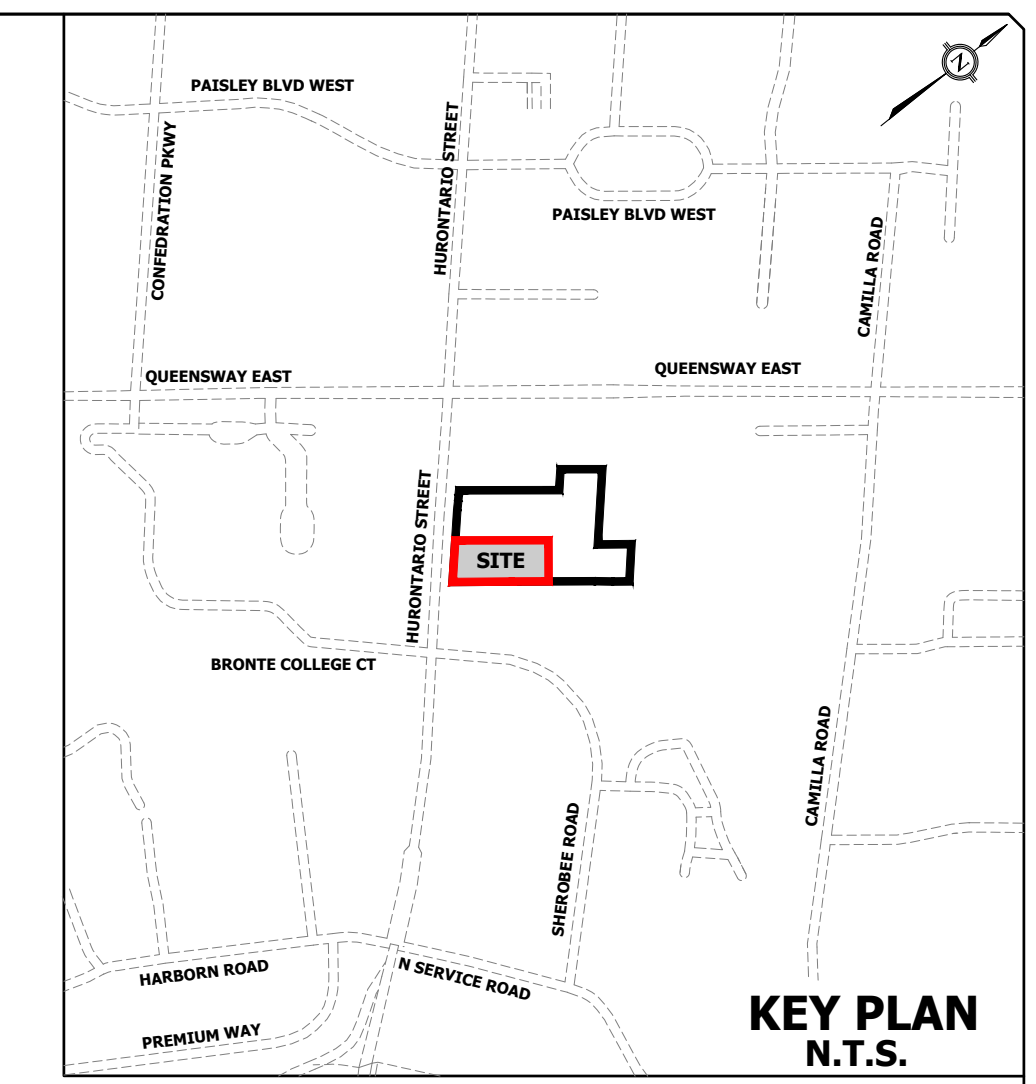 N
PAISLEY BLVD WEST
CONFEDRATION PKWY
HURONTARIO STREET
PAISLEY BLVD WEST
CAMILLA ROAD
QUEENSWAY EAST
QUEENSWAY EAST
HURONTARIO STREET
SITE
BRONTE COLLEGE CT
CAMILLA ROAD
SHEROBEE ROAD
HARBORN ROAD
N SERVICE ROAD
PREMIUM WAY
KEY PLAN
N.T.S.